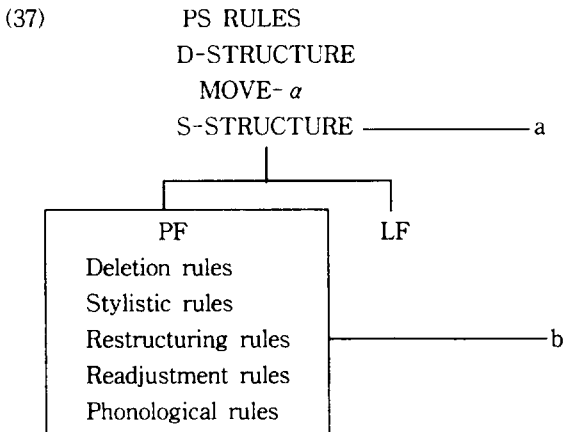 (37) PS RULES
D-STRUCTURE
MOVE-α
S-STRUCTURE a
PF LF
Deletion rules
Stylistic rules
Restructuring rules b
Readjustment rules
Phonological rules